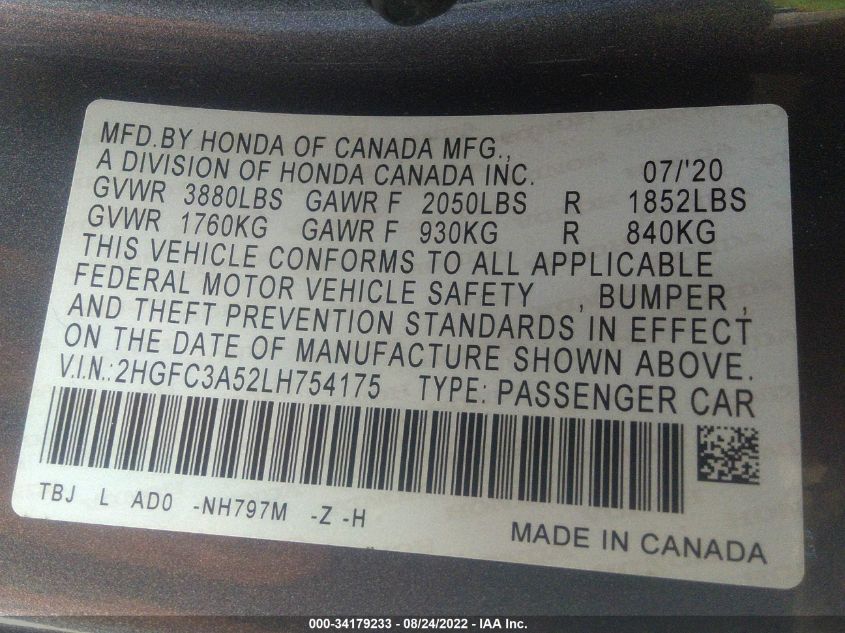 MFD.BY HONDA OF CANADA MFG.,
A DIVISION OF HONDA CANADA INC. 07/'20
GVWR 3880LBS GAWR F 2050LBS R 1852LBS
GVWR 1760KG GAWR F 930KG R 840KG
THIS VEHICLE CONFORMS TO ALL APPLICABLE
FEDERAL MOTOR VEHICLE SAFETY , BUMPER ,
AND THEFT PREVENTION STANDARDS IN EFFECT
ON THE DATE OF MANUFACTURE SHOWN ABOVE.
V.I.N.:2HGFC3A52LH754175 TYPE: PASSENGER CAR
TBJ L AD0 -NH797M -Z -H
MADE IN CANADA
000-34179233 - 08/24/2022 - IAA Inc.